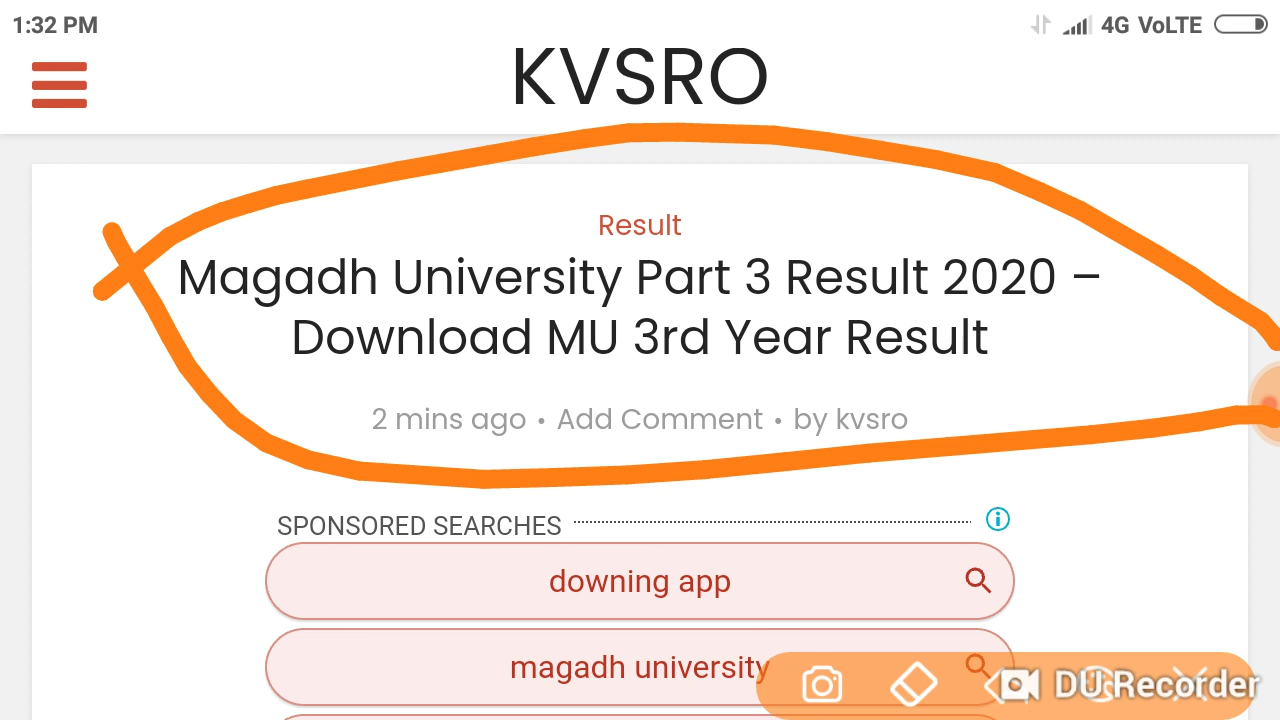 1:32 PM
4G VoLTE
KVSRO
Result
Magadh University Part 3 Result 2020 –
Download MU 3rd Year Result
2 mins ago • Add Comment • by kvsro
SPONSORED SEARCHES
downing app
magadh university
DU Recorder